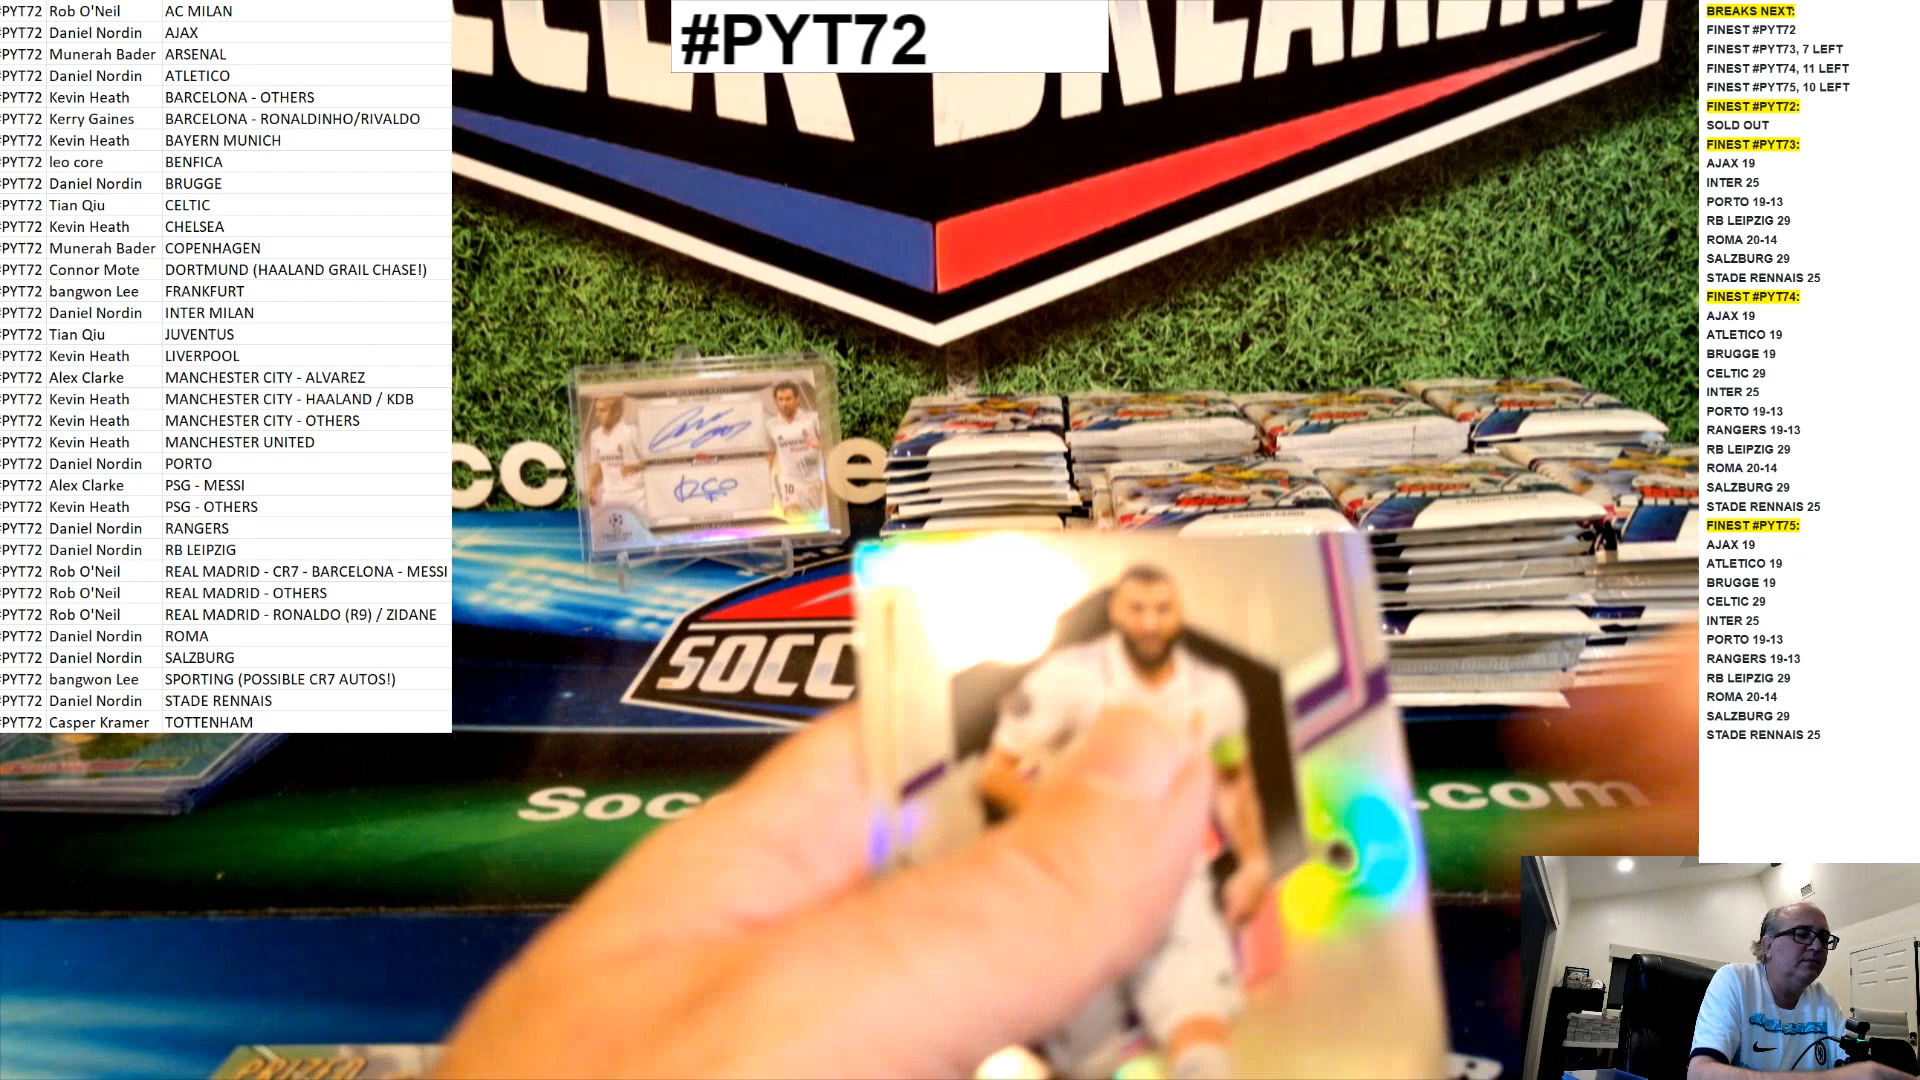 #PYT72
#PYT72 Rob O'Neil AC MILAN
#PYT72 Daniel Nordin AJAX
#PYT72 Munerah Bader ARSENAL
#PYT72 Daniel Nordin ATLETICO
#PYT72 Kevin Heath BARCELONA - OTHERS
#PYT72 Kerry Gaines BARCELONA - RONALDINHO/RIVALDO
#PYT72 Kevin Heath BAYERN MUNICH
#PYT72 leo core BENFICA
#PYT72 Daniel Nordin BRUGGE
#PYT72 Tian Qiu CELTIC
#PYT72 Kevin Heath CHELSEA
#PYT72 Munerah Bader COPENHAGEN
#PYT72 Connor Mote DORTMUND (HAALAND GRAIL CHASE!)
#PYT72 bangwon Lee FRANKFURT
#PYT72 Daniel Nordin INTER MILAN
#PYT72 Tian Qiu JUVENTUS
#PYT72 Kevin Heath LIVERPOOL
#PYT72 Alex Clarke MANCHESTER CITY - ALVAREZ
#PYT72 Kevin Heath MANCHESTER CITY - HAALAND / KDB
#PYT72 Kevin Heath MANCHESTER CITY - OTHERS
#PYT72 Kevin Heath MANCHESTER UNITED
#PYT72 Daniel Nordin PORTO
#PYT72 Alex Clarke PSG - MESSI
#PYT72 Kevin Heath PSG - OTHERS
#PYT72 Daniel Nordin RANGERS
#PYT72 Daniel Nordin RB LEIPZIG
#PYT72 Rob O'Neil REAL MADRID - CR7 - BARCELONA - MESSI
#PYT72 Rob O'Neil REAL MADRID - OTHERS
#PYT72 Rob O'Neil REAL MADRID - RONALDO (R9) / ZIDANE
#PYT72 Daniel Nordin ROMA
#PYT72 Daniel Nordin SALZBURG
#PYT72 bangwon Lee SPORTING (POSSIBLE CR7 AUTOS!)
#PYT72 Daniel Nordin STADE RENNAIS
#PYT72 Casper Kramer TOTTENHAM
SOCC
Soc
.com
BREAKS NEXT:
FINEST #PYT72
FINEST #PYT73, 7 LEFT
FINEST #PYT74, 11 LEFT
FINEST #PYT75, 10 LEFT
FINEST #PYT72:
SOLD OUT
FINEST #PYT73:
AJAX 19
INTER 25
PORTO 19-13
RB LEIPZIG 29
ROMA 20-14
SALZBURG 29
STADE RENNAIS 25
FINEST #PYT74:
AJAX 19
ATLETICO 19
BRUGGE 19
CELTIC 29
INTER 25
PORTO 19-13
RANGERS 19-13
RB LEIPZIG 29
ROMA 20-14
SALZBURG 29
STADE RENNAIS 25
FINEST #PYT75:
AJAX 19
ATLETICO 19
BRUGGE 19
CELTIC 29
INTER 25
PORTO 19-13
RANGERS 19-13
RB LEIPZIG 29
ROMA 20-14
SALZBURG 29
STADE RENNAIS 25